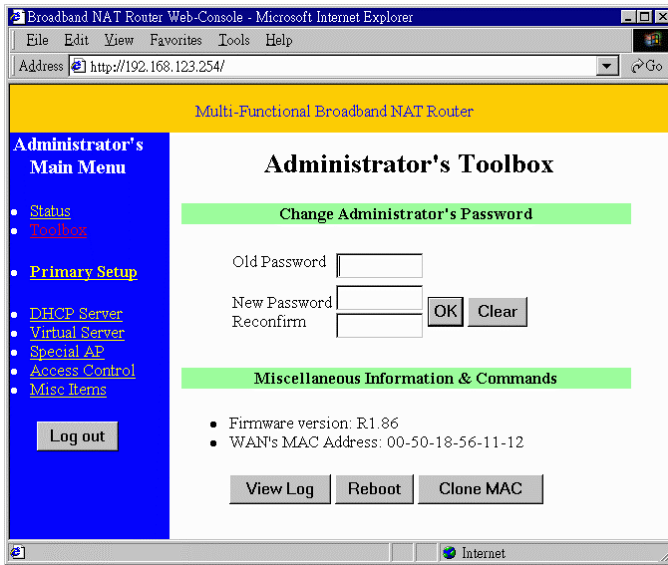 Broadband NAT Router Web-Console - Microsoft Internet Explorer
File Edit View Favorites Tools Help
Address http://192.168.123.254/ Go
Multi-Functional Broadband NAT Router
Administrator's
Main Menu
Status
Toolbox
Primary Setup
DHCP Server
Virtual Server
Special AP
Access Control
Misc Items
Log out
Administrator's Toolbox
Change Administrator's Password
Old Password
New Password
Reconfirm
OK Clear
Miscellaneous Information & Commands
Firmware version: R1.86
WAN's MAC Address: 00-50-18-56-11-12
View Log Reboot Clone MAC
Internet